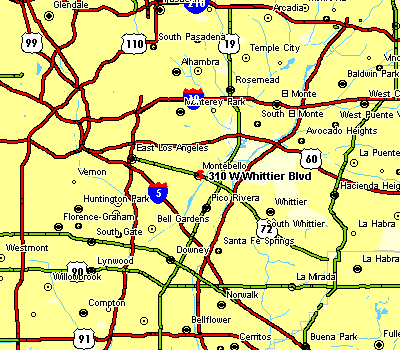 Glendale
210
Arcadia
99
110
South Pasadena
19
Temple City
Alhambra
Baldwin Park
Rosemead
Monterey Park
El Monte
West C
South El Monte
West Puente V
Avocado Heights
East Los Angeles
60
La Puente
Montebello
Vernon
310 W Whittier Blvd
5
Hacienda Heights
Huntington Park
Pico Rivera
Whittier
Florence-Graham
Bell Gardens
72
South Whittier
La Habra
South Gate
Westmont
Downey
Santa Fe Springs
La Habra
90
Lynwood
Willowbrook
La Mirada
Norwalk
Compton
Bellflower
91
Cerritos
Buena Park
Fulle